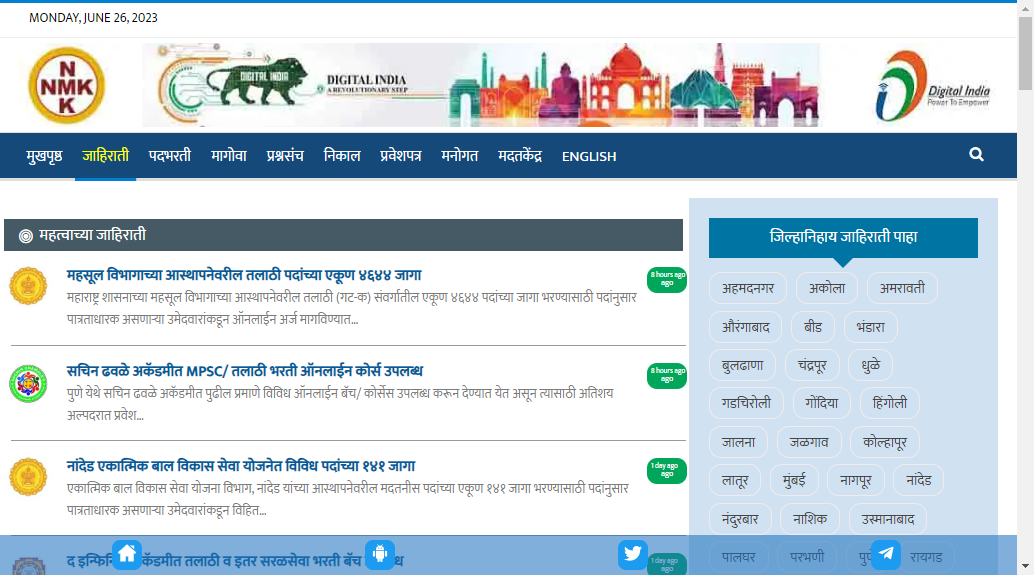 MONDAY, JUNE 26, 2023
N
NMK
K
DIGITAL INDIA
DIGITAL INDIA
A REVOLUTIONARY STEP
Digital India
Power To Empower
मुखपृष्ठ जाहिराती पदभरती मागोवा प्रश्नसंच निकाल प्रवेशपत्र मनोगत मदतकेंद्र ENGLISH
महत्वाच्या जाहिराती
महसूल विभागाच्या आस्थापनेवरील तलाठी पदांच्या एकूण ४६४४ जागा
8 hours ago
ago
महाराष्ट्र शासनाच्या महसूल विभागाच्या आस्थापनेवरील तलाठी (गट-क) संवर्गातील एकूण ४६४४ पदांच्या जागा भरण्यासाठी पदांनुसार
पात्रताधारक असणाऱ्या उमेदवारांकडून ऑनलाईन अर्ज मागविण्यात...
सचिन ढवळे अकॅडमीत MPSC/ तलाठी भरती ऑनलाईन कोर्स उपलब्ध
8 hours ago
ago
पुणे येथे सचिन ढवळे अकॅडमीत पुढील प्रमाणे विविध ऑनलाईन बॅच/ कोर्सेस उपलब्ध करून देण्यात येत असून त्यासाठी अतिशय
अल्पदरात प्रवेश...
नांदेड एकात्मिक बाल विकास सेवा योजनेत विविध पदांच्या १४१ जागा
1 day ago
ago
एकात्मिक बाल विकास सेवा योजना विभाग, नांदेड यांच्या आस्थापनेवरील मदतनीस पदांच्या एकूण १४१ जागा भरण्यासाठी पदांनुसार
पात्रताधारक असणाऱ्या उमेदवारांकडून विहित...
द इन्फि कॅडमीत तलाठी व इतर सरळसेवा भरती बॅच
1 day ago
ago
जिल्हानिहाय जाहिराती पाहा
अहमदनगर अकोला अमरावती
औरंगाबाद बीड भंडारा
बुलढाणा चंद्रपूर धुळे
गडचिरोली गोंदिया हिंगोली
जालना जळगाव कोल्हापूर
लातूर मुंबई नागपूर नांदेड
नंदुरबार नाशिक उस्मानाबाद
पालघर परभणी रायगड